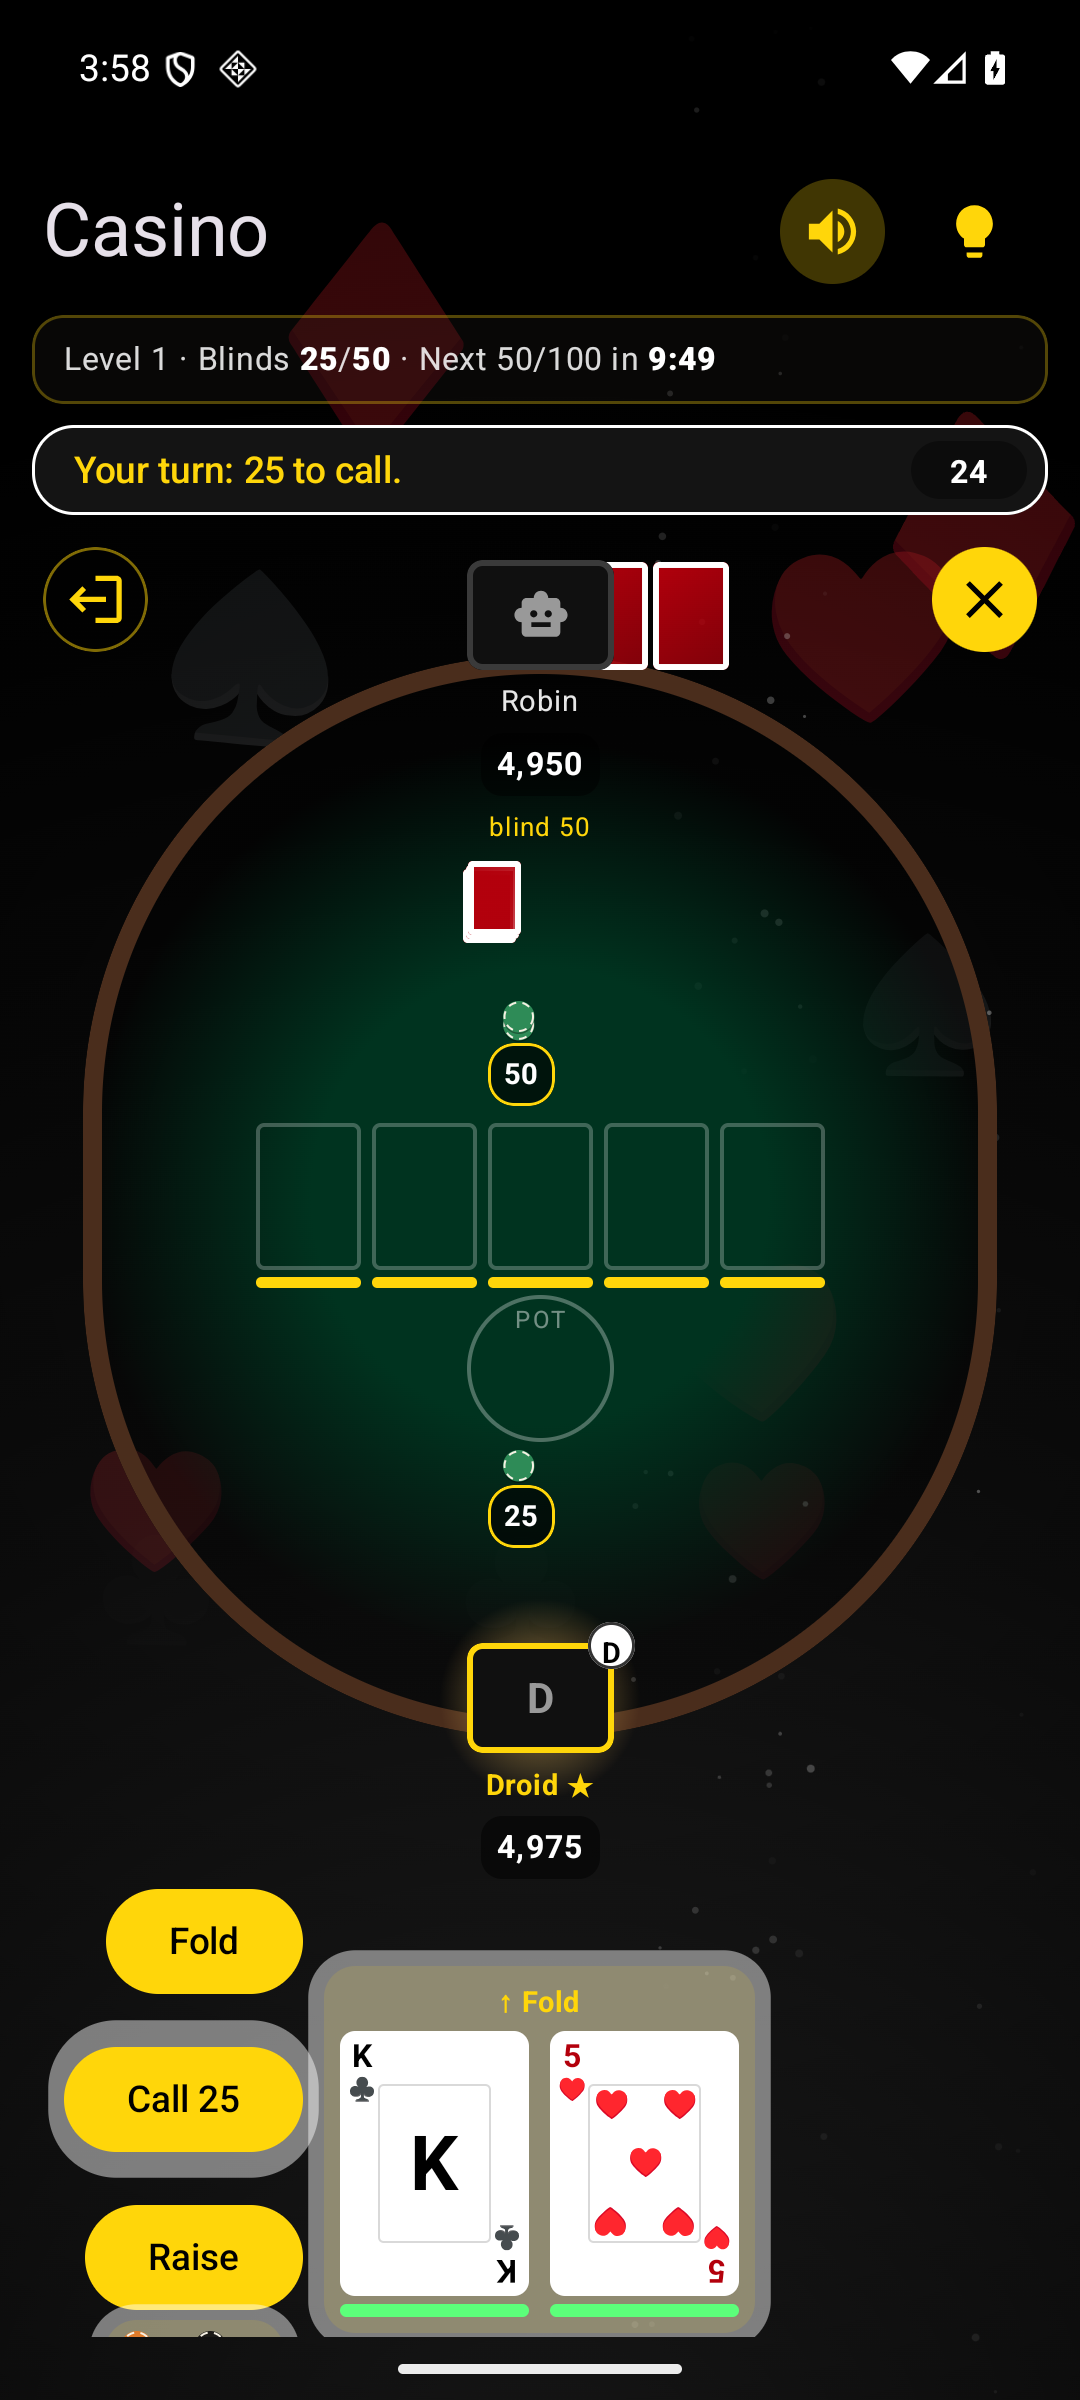 3:58
Casino
Level 1 · Blinds 25/50 · Next 50/100 in 9:49
Your turn: 25 to call.
24
Robin
4,950
blind 50
50
POT
25
D
D
Droid ★
4,975
Fold
↑ Fold
K
5
Call 25
K
K
5
Raise